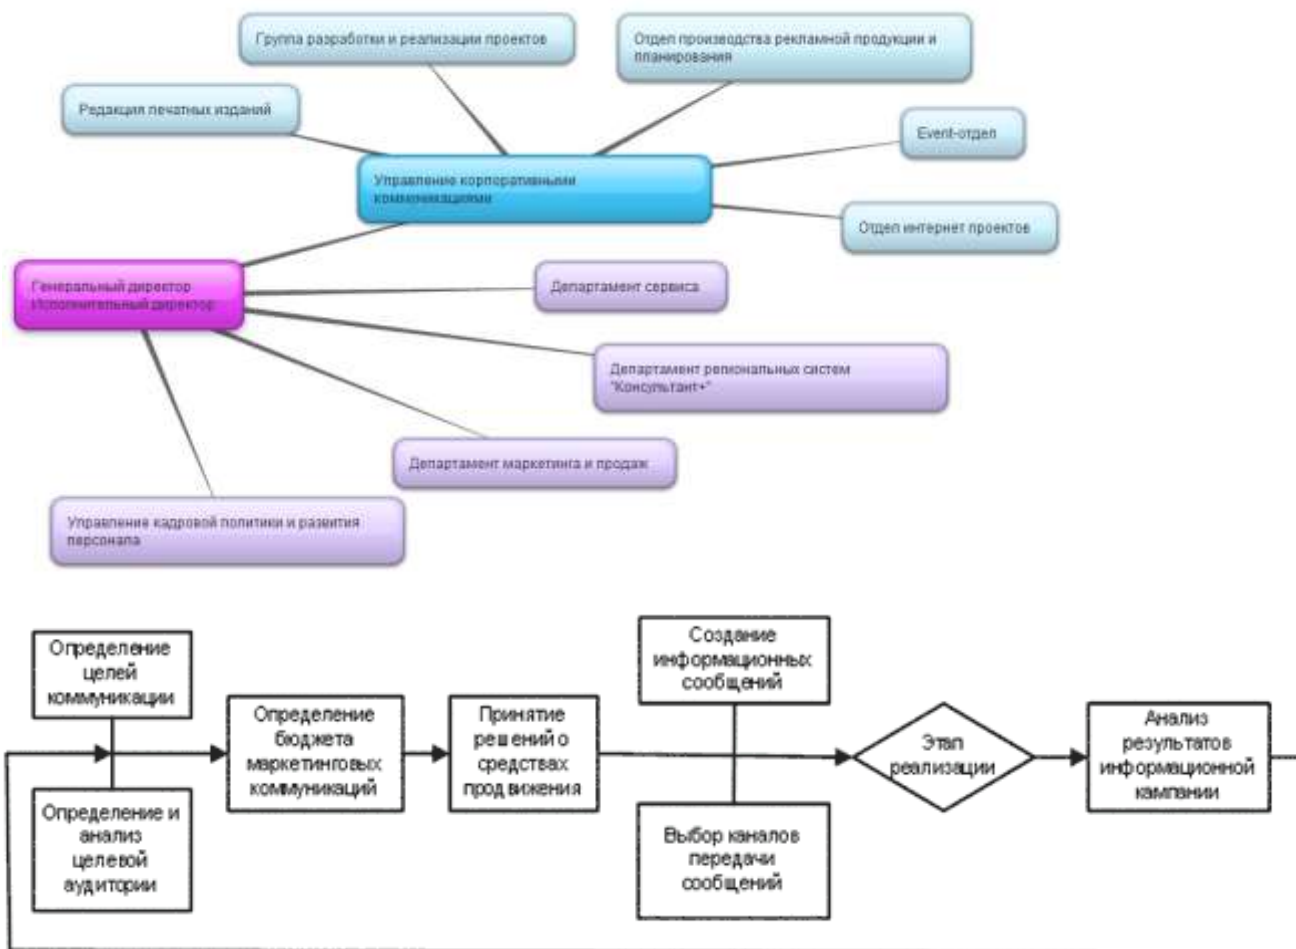 Группа разработки и реализации проектов
Отдел производства рекламной продукции и
планирования
Редакция печатных изданий
Event-отдел
Управление корпоративными
коммуникациями
Отдел интернет проектов
Генеральный директор
Исполнительный директор
Департамент сервиса
Департамент региональных систем
"Консультант+"
Департамент маркетинга и продаж
Управление кадровой политики и развития
персонала
Определение
целей
коммуникации
Определение и
анализ
целевой
аудитории
Определение
бюджета
маркетинговых
коммуникаций
Принятие
решений о
средствах
продвижения
Создание
информационных
сообщений
Выбор каналов
передачи
сообщений
Этап
реализации
Анализ
результатов
информационной
кампании